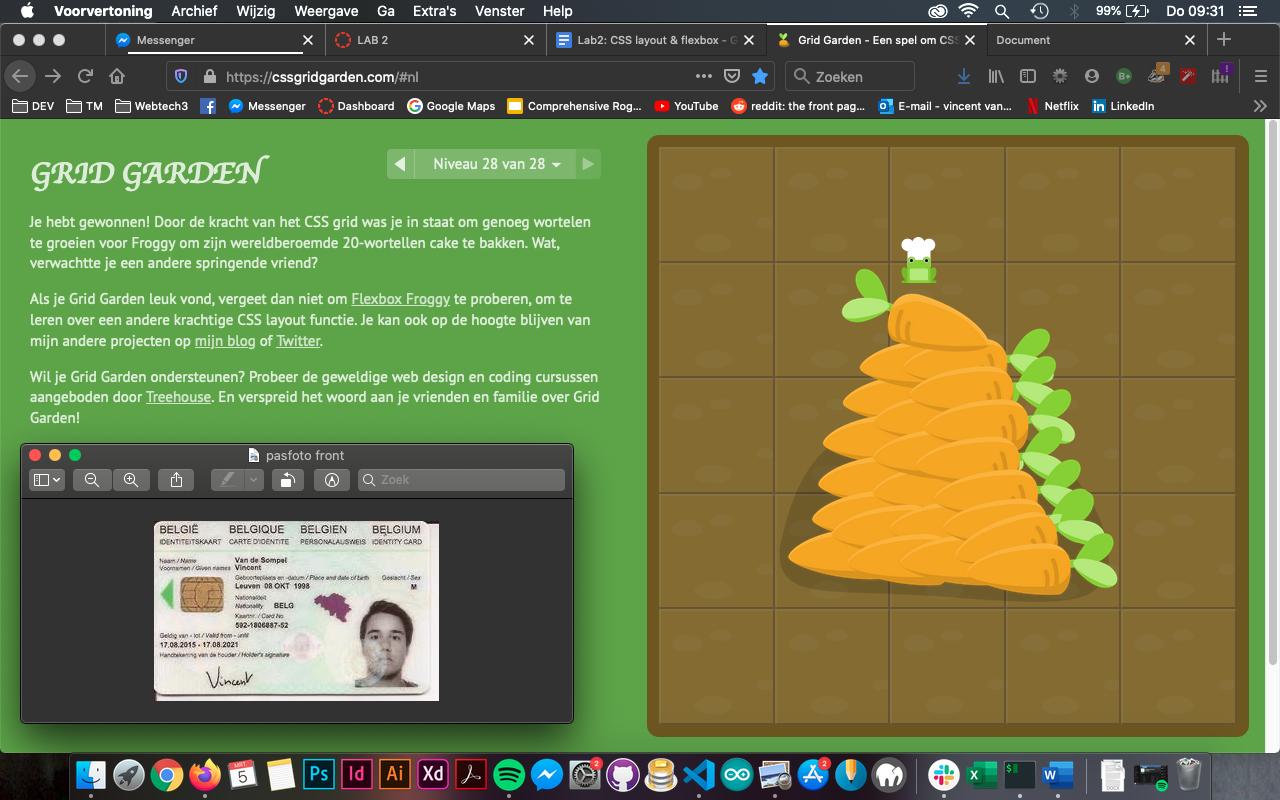 Voorvertoning Archief Wijzig Weergave Ga Extra's Venster Help 99% Do 09:31
Messenger LAB 2 Lab2: CSS layout & flexbox - G Grid Garden - Een spel om CSS Document
https://cssgridgarden.com/#nl Zoeken 4 B+ !
DEV TM Webtech3 Messenger Dashboard Google Maps Comprehensive Rog... YouTube reddit: the front pag... E-mail - vincent van... Netflix LinkedIn
GRID GARDEN
Niveau 28 van 28
Je hebt gewonnen! Door de kracht van het CSS grid was je in staat om genoeg wortelen
te groeien voor Froggy om zijn wereldberoemde 20-wortellen cake te bakken. Wat,
verwachtte je een andere springende vriend?
Als je Grid Garden leuk vond, vergeet dan niet om Flexbox Froggy te proberen, om te
leren over een andere krachtige CSS layout functie. Je kan ook op de hoogte blijven van
mijn andere projecten op mijn blog of Twitter.
Wil je Grid Garden ondersteunen? Probeer de geweldige web design en coding cursussen
aangeboden door Treehouse. En verspreid het woord aan je vrienden en familie over Grid
Garden!
pasfoto front
Zoek
BELGIË BELGIQUE BELGIEN BELGIUM
IDENTITEITSKAART CARTE D'IDENTITE PERSONALAUSWEIS IDENTITY CARD
Naam / Name Van de Sompel
Voornamen / Given names Vincent
Geboorteplaats en -datum / Place and date of birth Geslacht / Sex
Leuven 08 OKT 1998 M
Nationaliteit
Nationality BELG
Kaartnr. / Card No
592-1806887-52
Geldig van - tot / Valid from - until
17.08.2015 - 17.08.2021
Handtekening van de houder / Holder's signature
Vincent
MRT. 5 Ps Id Ai Xd 2 2 X W DOCX